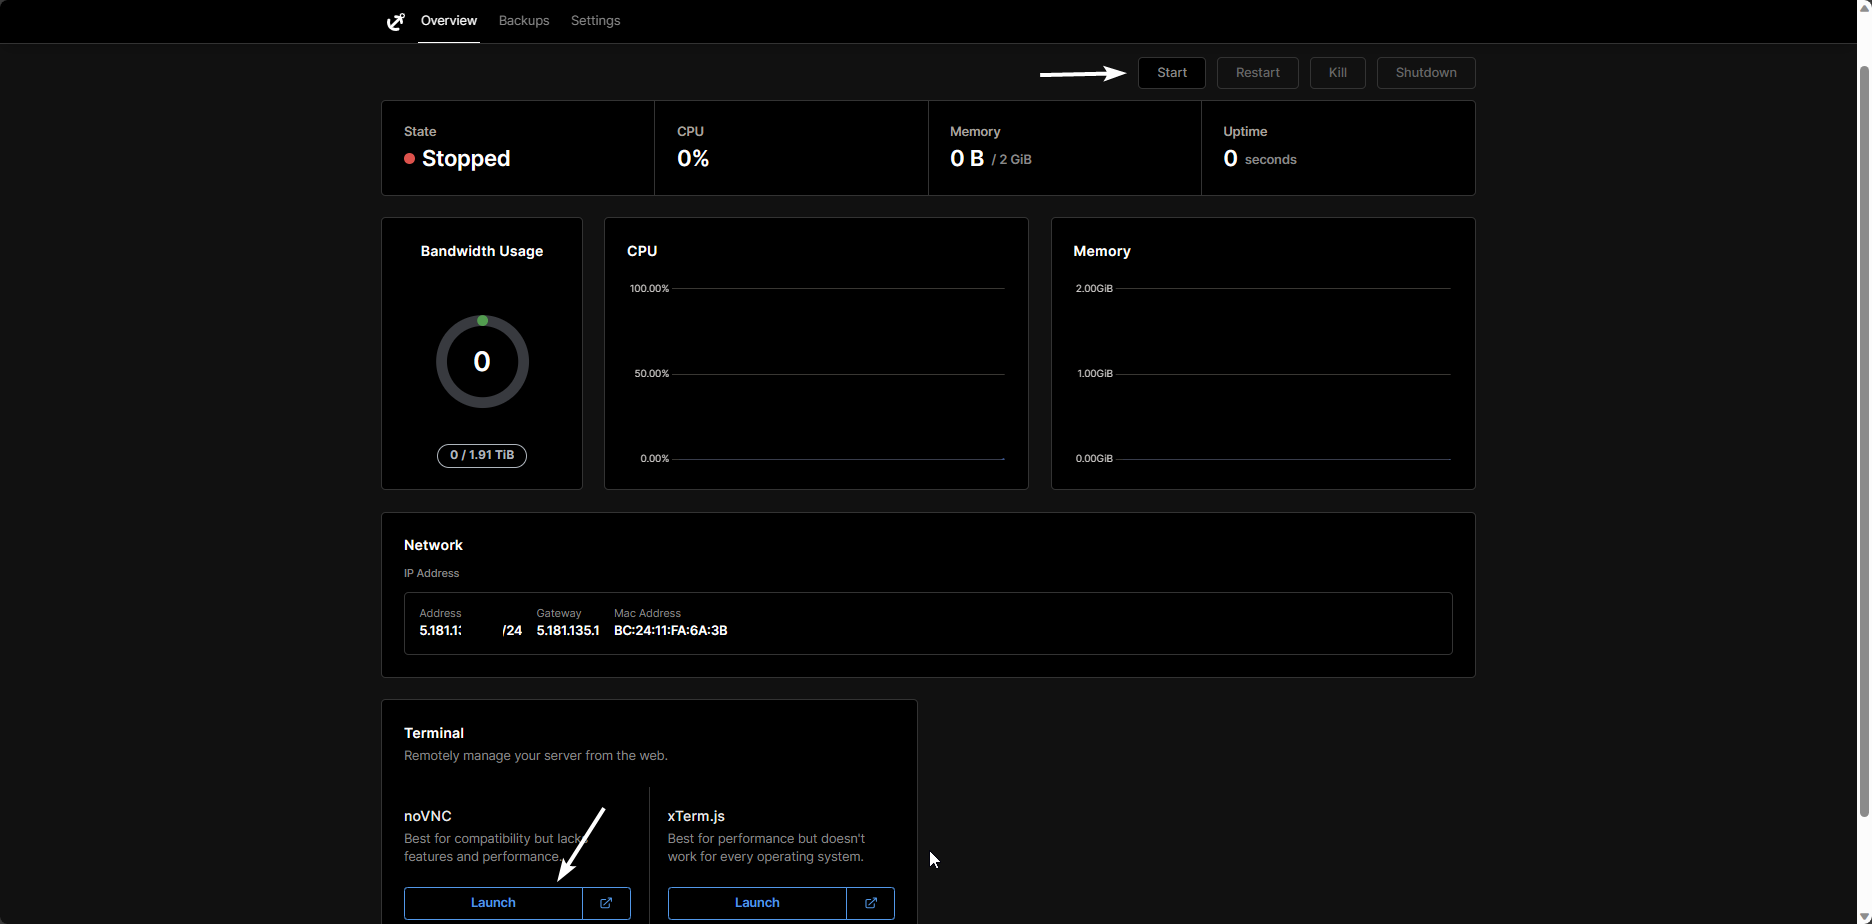 Overview Backups Settings
Start Restart Kill Shutdown
State
Stopped
CPU
0%
Memory
0 B / 2 GiB
Uptime
0 seconds
Bandwidth Usage
0
0 / 1.91 TiB
CPU
100.00%
50.00%
0.00%
Memory
2.00GiB
1.00GiB
0.00GiB
Network
IP Address
Address Gateway Mac Address
5.181.1 /24 5.181.135.1 BC:24:11:FA:6A:3B
Terminal
Remotely manage your server from the web.
noVNC
Best for compatibility but lacks
features and performance.
Launch
xTerm.js
Best for performance but doesn't
work for every operating system.
Launch